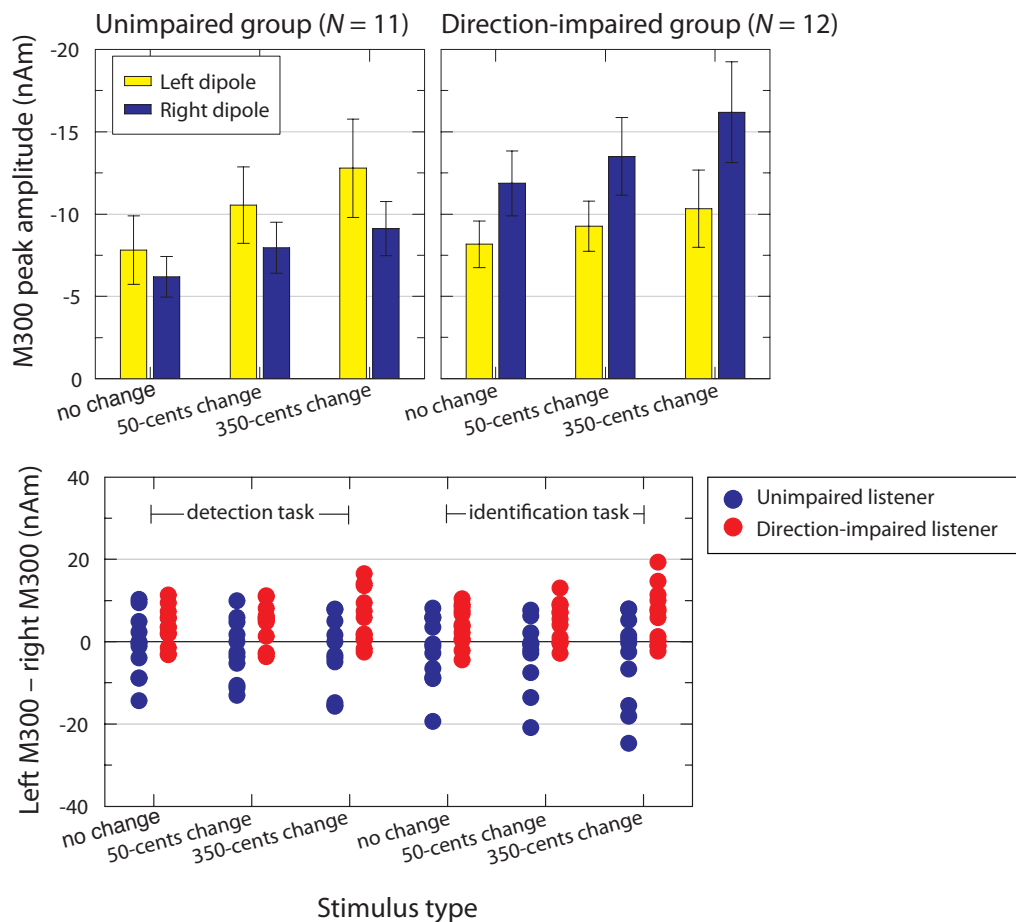 Unimpaired group (N = 11)
Direction-impaired group (N = 12)
M300 peak amplitude (nAm)
-20
-15
-10
-5
0
Left dipole
Right dipole
no change
50-cents change
350-cents change
no change
50-cents change
350-cents change
Left M300 – right M300 (nAm)
40
20
0
-20
-40
detection task
identification task
Unimpaired listener
Direction-impaired listener
no change
50-cents change
350-cents change
no change
50-cents change
350-cents change
Stimulus type